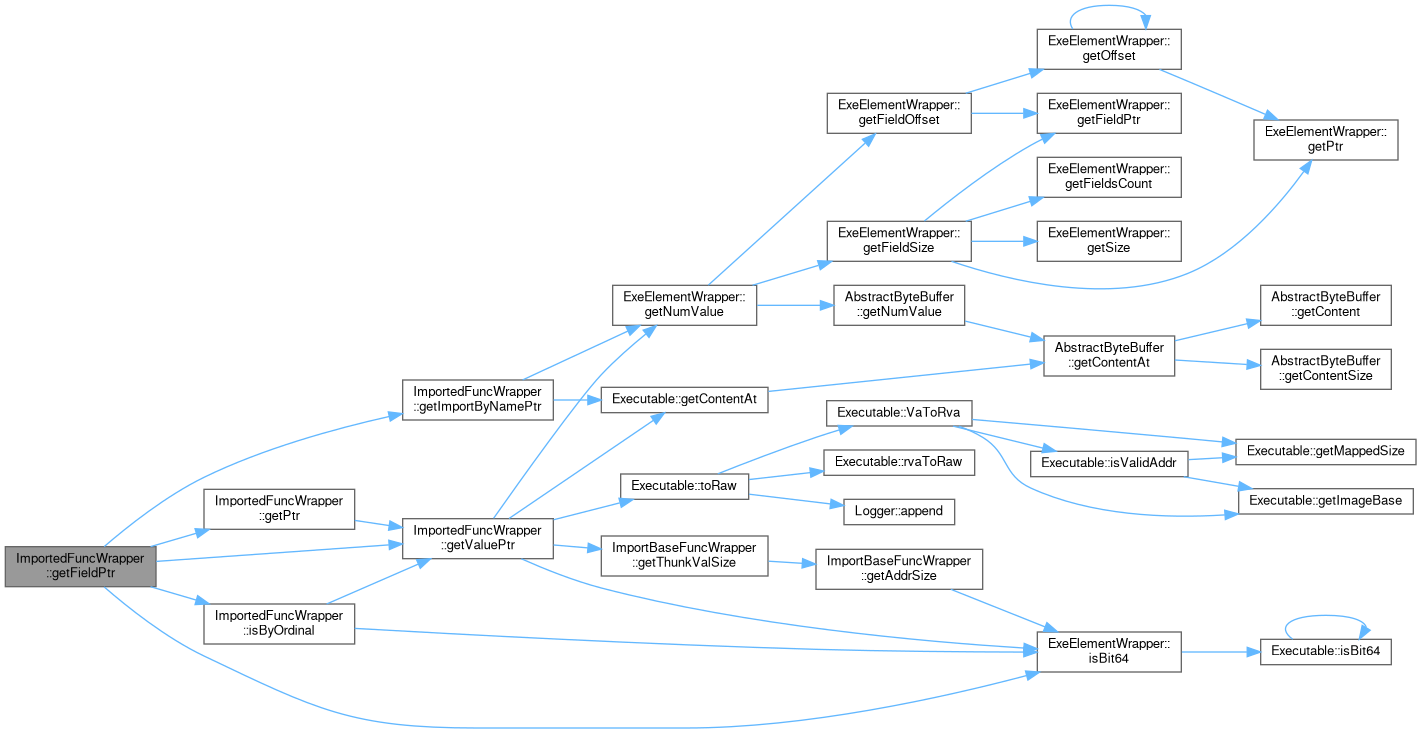 ExeElementWrapper::
getOffset
ExeElementWrapper::
getFieldOffset
ExeElementWrapper::
getFieldPtr
ExeElementWrapper::
getPtr
ExeElementWrapper::
getFieldsCount
ExeElementWrapper::
getFieldSize
ExeElementWrapper::
getSize
ExeElementWrapper::
getNumValue
AbstractByteBuffer
::getNumValue
AbstractByteBuffer
::getContent
AbstractByteBuffer
::getContentAt
AbstractByteBuffer
::getContentSize
ImportedFuncWrapper
::getImportByNamePtr
Executable::getContentAt
Executable::VaToRva
Executable::getMappedSize
Executable::rvaToRaw
Executable::isValidAddr
Executable::toRaw
Executable::getImageBase
ImportedFuncWrapper
::getPtr
Logger::append
ImportedFuncWrapper
::getValuePtr
ImportedFuncWrapper
::getFieldPtr
ImportBaseFuncWrapper
::getThunkValSize
ImportBaseFuncWrapper
::getAddrSize
ImportedFuncWrapper
::isByOrdinal
ExeElementWrapper::
isBit64
Executable::isBit64